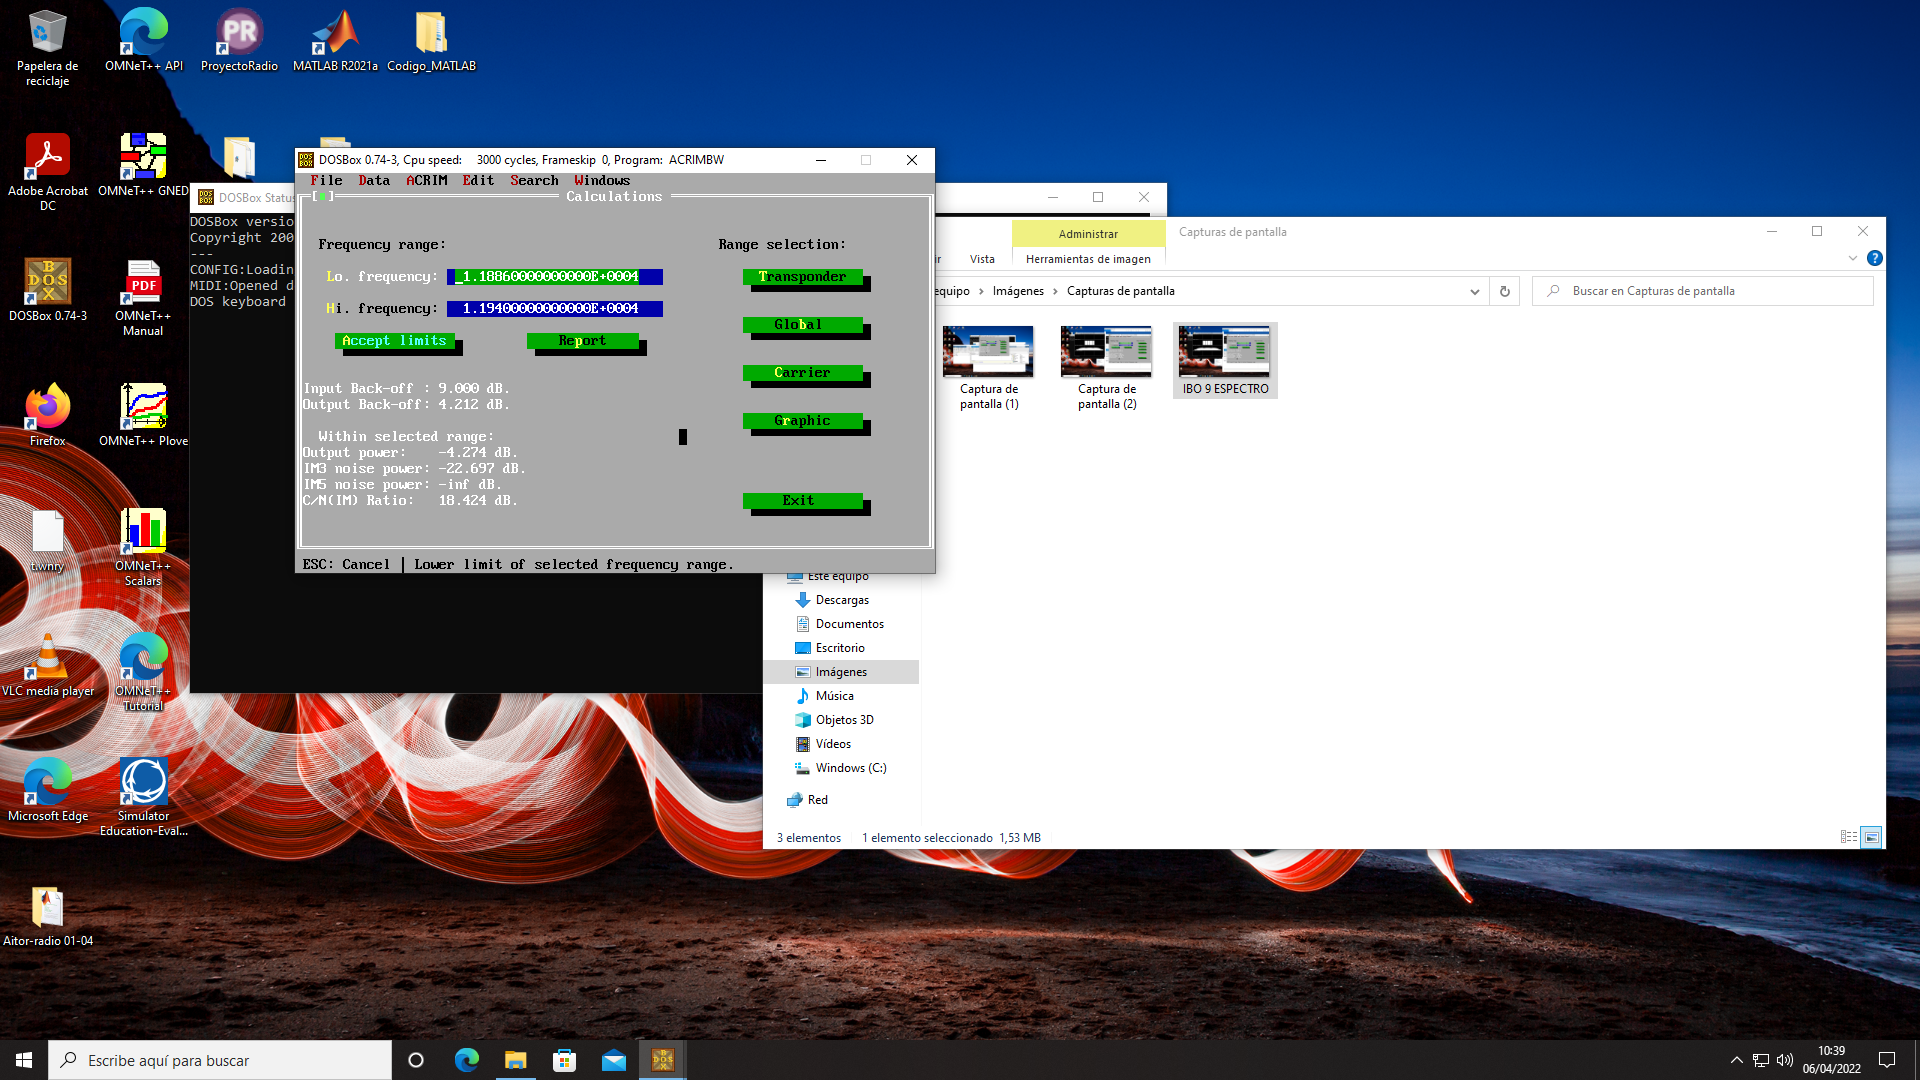 Papelera de
reciclaje
OMNeT++ API
ProyectoRadio
MATLAB R2021a
Codigo_MATLAB
Adobe Acrobat
DC
OMNeT++ GNED
DOSBox 0.74-3
OMNeT++
Manual
Firefox
OMNeT++ Plove
t.wnry
OMNeT++
Scalars
VLC media player
OMNeT++
Tutorial
Microsoft Edge
Simulator
Education-Eval...
Aitor-radio 01-04
DOSBox Status
DOSBox versio
Copyright 200
---
CONFIG:Loadin
MIDI:Opened d
DOS keyboard
DOSBox 0.74-3, Cpu speed: 3000 cycles, Frameskip 0, Program: ACRIMBW
File Data ACRIM Edit Search Windows
Calculations
Frequency range:
Range selection:
Lo. frequency: 1.18860000000000E+0004
Transponder
Hi. frequency: 1.19400000000000E+0004
Global
Accept limits
Report
Carrier
Input Back-off : 9.000 dB.
Output Back-off: 4.212 dB.
Graphic
Within selected range:
Output power: -4.274 dB.
IM3 noise power: -22.697 dB.
IM5 noise power: -inf dB.
C/N(IM) Ratio: 18.424 dB.
Exit
ESC: Cancel | Lower limit of selected frequency range.
Administrar
Capturas de pantalla
ir
Vista
Herramientas de imagen
equipo > Imágenes > Capturas de pantalla
Buscar en Capturas de pantalla
Captura de
pantalla (1)
Captura de
pantalla (2)
IBO 9 ESPECTRO
Este equipo
Descargas
Documentos
Escritorio
Imágenes
Música
Objetos 3D
Vídeos
Windows (C:)
Red
3 elementos
1 elemento seleccionado 1,53 MB
Escribe aquí para buscar
10:39
06/04/2022